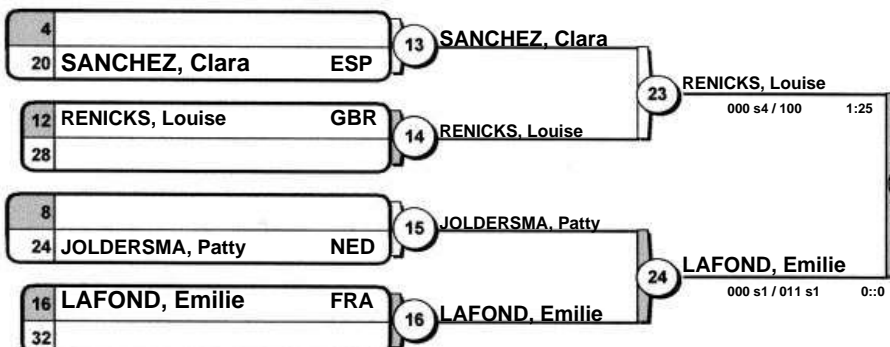 4
20 SANCHEZ, Clara ESP
13 SANCHEZ, Clara
12 RENICKS, Louise GBR
28
14 RENICKS, Louise
23 RENICKS, Louise
000 s4 / 100 1:25
8
24 JOLDERSMA, Patty NED
15 JOLDERSMA, Patty
16 LAFOND, Emilie FRA
32
16 LAFOND, Emilie
24 LAFOND, Emilie
000 s1 / 011 s1 0::0